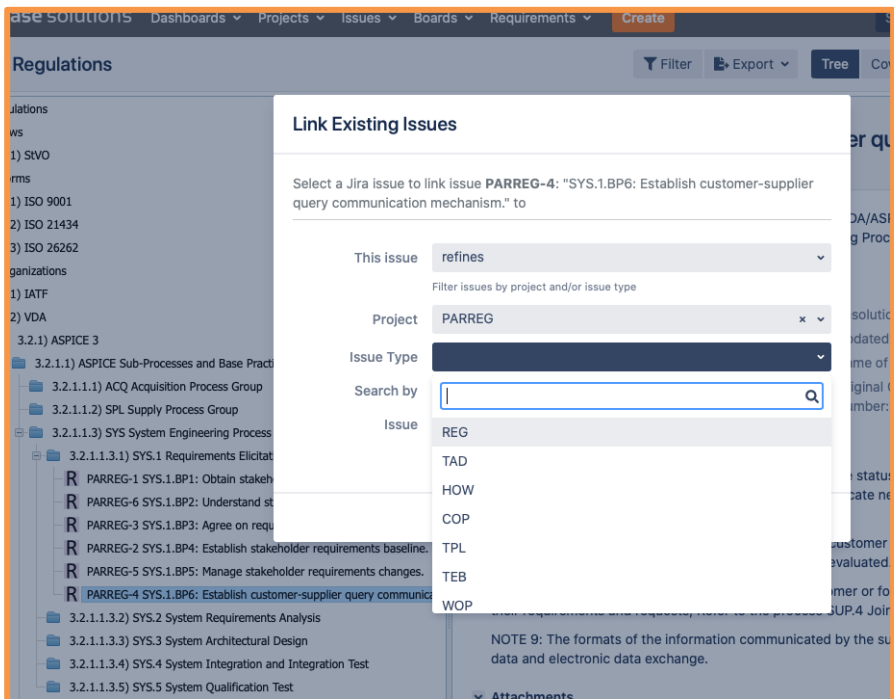 ase solutions Dashboards Projects Issues Boards Requirements Create
Regulations
Filter Export Tree
ulations
ws
1) StVO
rms
1) ISO 9001
2) ISO 21434
3) ISO 26262
ganizations
1) IATF
2) VDA
3.2.1) ASPICE 3
3.2.1.1) ASPICE Sub-Processes and Base Practi
3.2.1.1.1) ACQ Acquisition Process Group
3.2.1.1.2) SPL Supply Process Group
3.2.1.1.3) SYS System Engineering Process
3.2.1.1.3.1) SYS.1 Requirements Elicitat
R PARREG-1 SYS.1.BP1: Obtain stakeh
R PARREG-6 SYS.1.BP2: Understand st
R PARREG-3 SYS.1.BP3: Agree on requ
R PARREG-2 SYS.1.BP4: Establish stakeholder requirements baseline.
R PARREG-5 SYS.1.BP5: Manage stakeholder requirements changes.
R PARREG-4 SYS.1.BP6: Establish customer-supplier query communica
3.2.1.1.3.2) SYS.2 System Requirements Analysis
3.2.1.1.3.3) SYS.3 System Architectural Design
3.2.1.1.3.4) SYS.4 System Integration and Integration Test
3.2.1.1.3.5) SYS.5 System Qualification Test
Link Existing Issues
Select a Jira issue to link issue PARREG-4: "SYS.1.BP6: Establish customer-supplier
query communication mechanism." to
This issue refines
Filter issues by project and/or issue type
Project PARREG
Issue Type
Search by
Issue
REG
TAD
HOW
COP
TPL
TEB
WOP
er qu
DA/ASI
g Proc
solutio
pdated
me of
iginal
mber:
status
cate ne
customer
evaluated.
omer or fo
their requirements and requests, Refer to the process SUP.4 Join
NOTE 9: The formats of the information communicated by the su
data and electronic data exchange.
Attachments